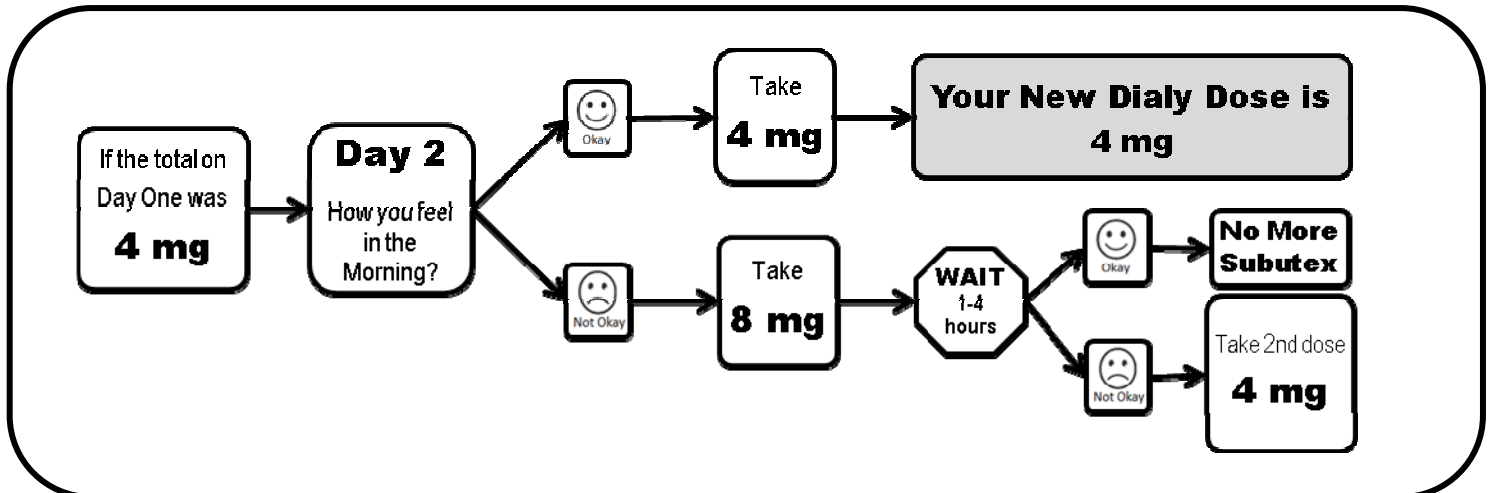 If the total on
Day One was
4 mg
Day 2
How you feel
in the
Morning?
Okay
Take
4 mg
Your New Dialy Dose is
4 mg
Not Okay
Take
8 mg
WAIT
1-4
hours
Okay
No More
Subutex
Not Okay
Take 2nd dose
4 mg